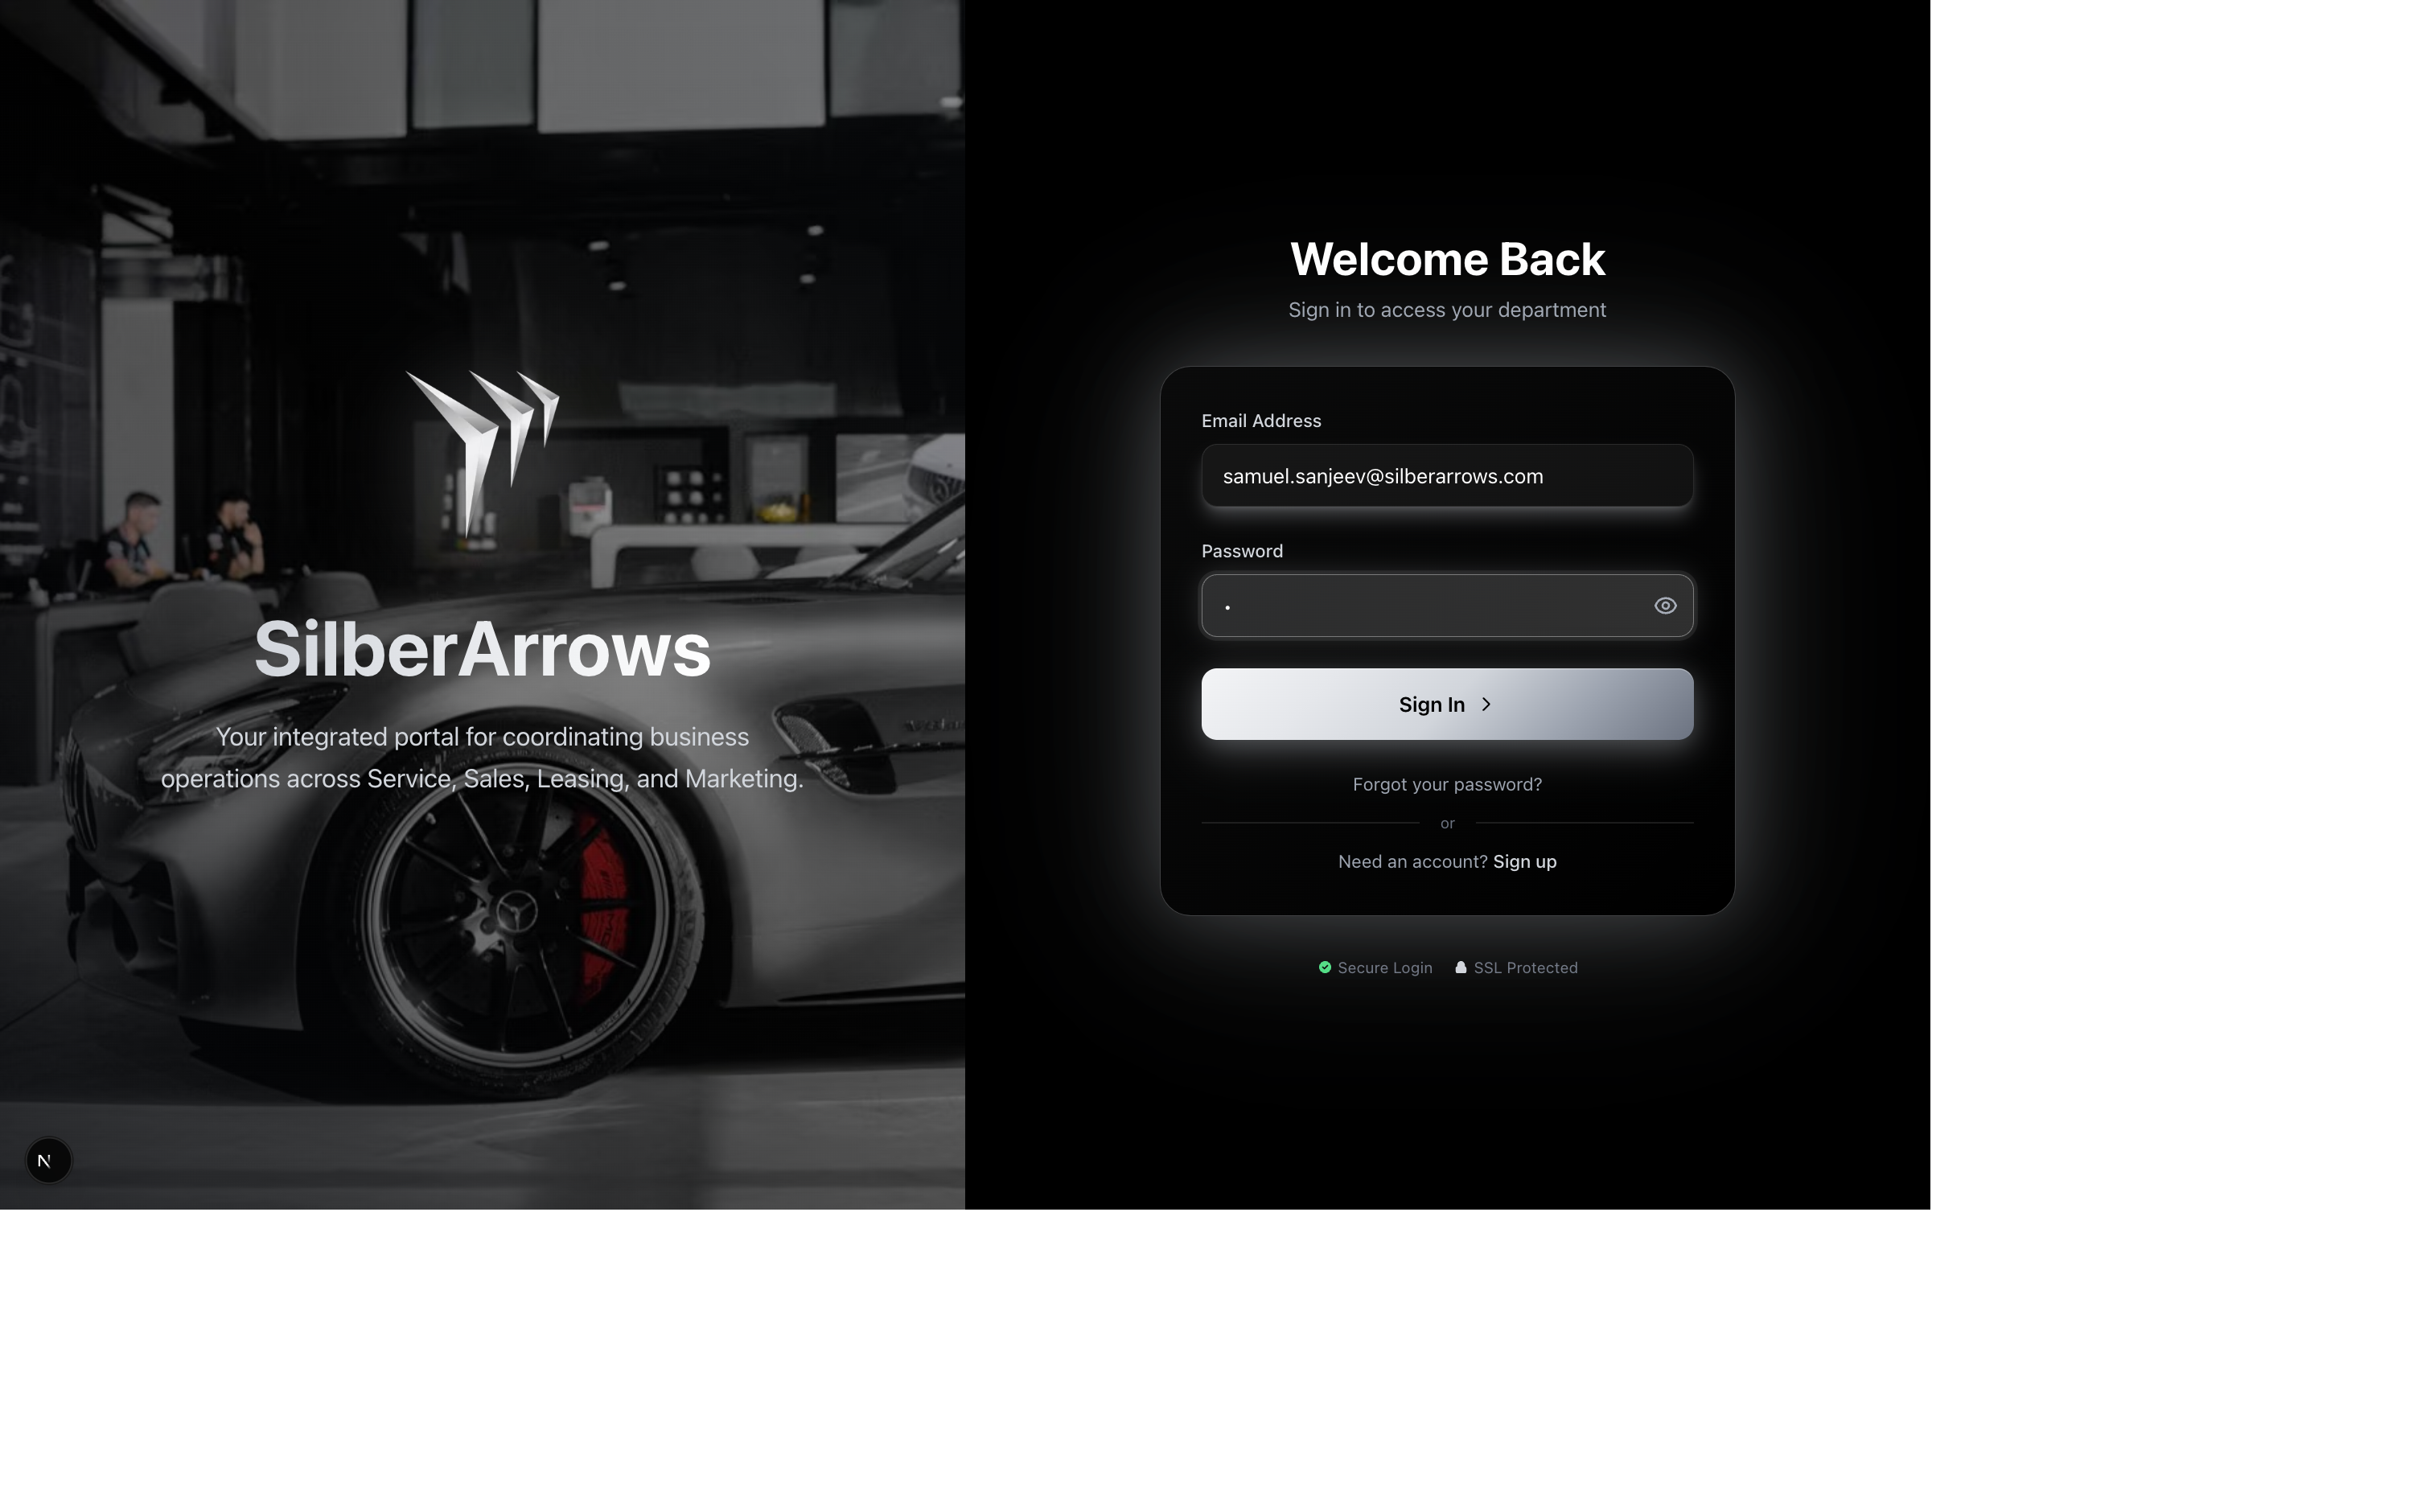 SilberArrows
Your integrated portal for coordinating business
operations across Service, Sales, Leasing, and Marketing.
N
Welcome Back
Sign in to access your department
Email Address
samuel.sanjeev@silberarrows.com
Password
Sign In
Forgot your password?
or
Need an account? Sign up
Secure Login
SSL Protected